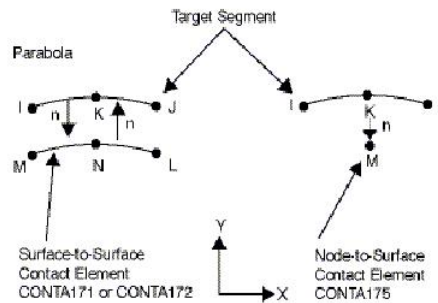 Target Segment
Parabola
I
n
K
n
J
I
K
n
M
N
L
M
Y
X
Surface-to-Surface
Contact Element
CONTA171 or CONTA172
Node-to-Surface
Contact Element
CONTA175